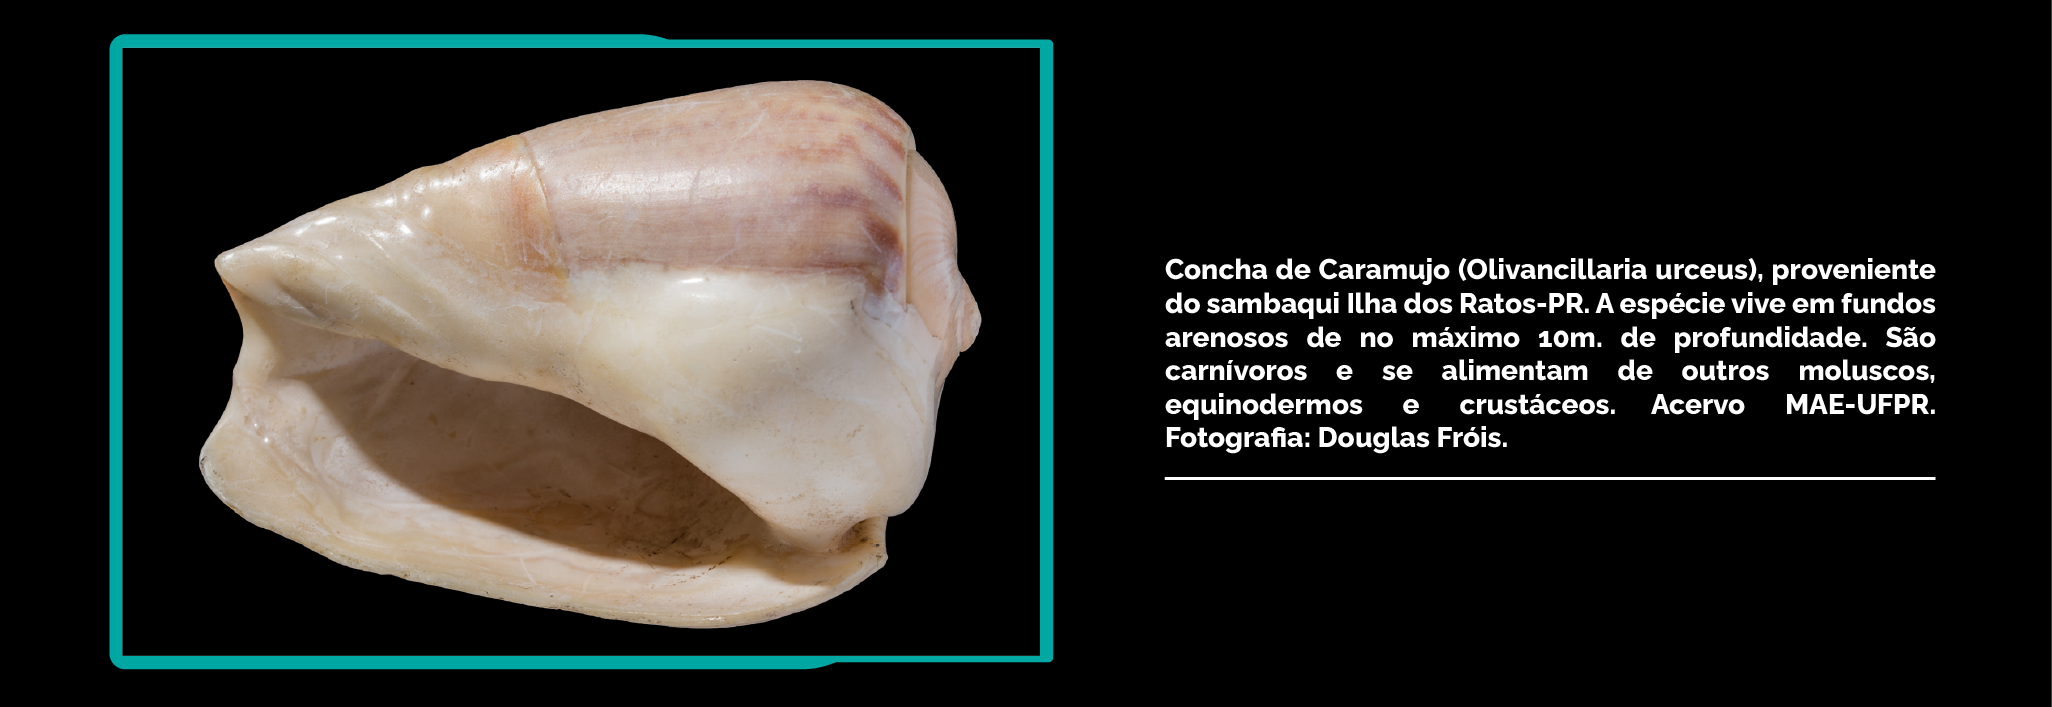 Concha de Caramujo (Olivancillaria urceus), proveniente
do sambaqui Ilha dos Ratos-PR. A espécie vive em fundos
arenosos de no máximo 10m. de profundidade. São
carnívoros e se alimentam de outros moluscos,
equinodermos e crustáceos. Acervo MAE-UFPR.
Fotografia: Douglas Fróis.